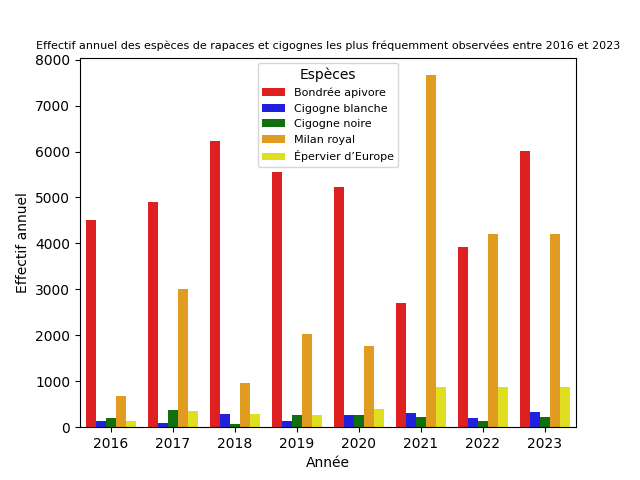 Effectif annuel des espèces de rapaces et cigognes les plus fréquemment observées entre 2016 et 2023
Espèces
Bondrée apivore
Cigogne blanche
Cigogne noire
Milan royal
Épervier d’Europe
Effectif annuel
8000
7000
6000
5000
4000
3000
2000
1000
0
2016 2017 2018 2019 2020 2021 2022 2023
Année